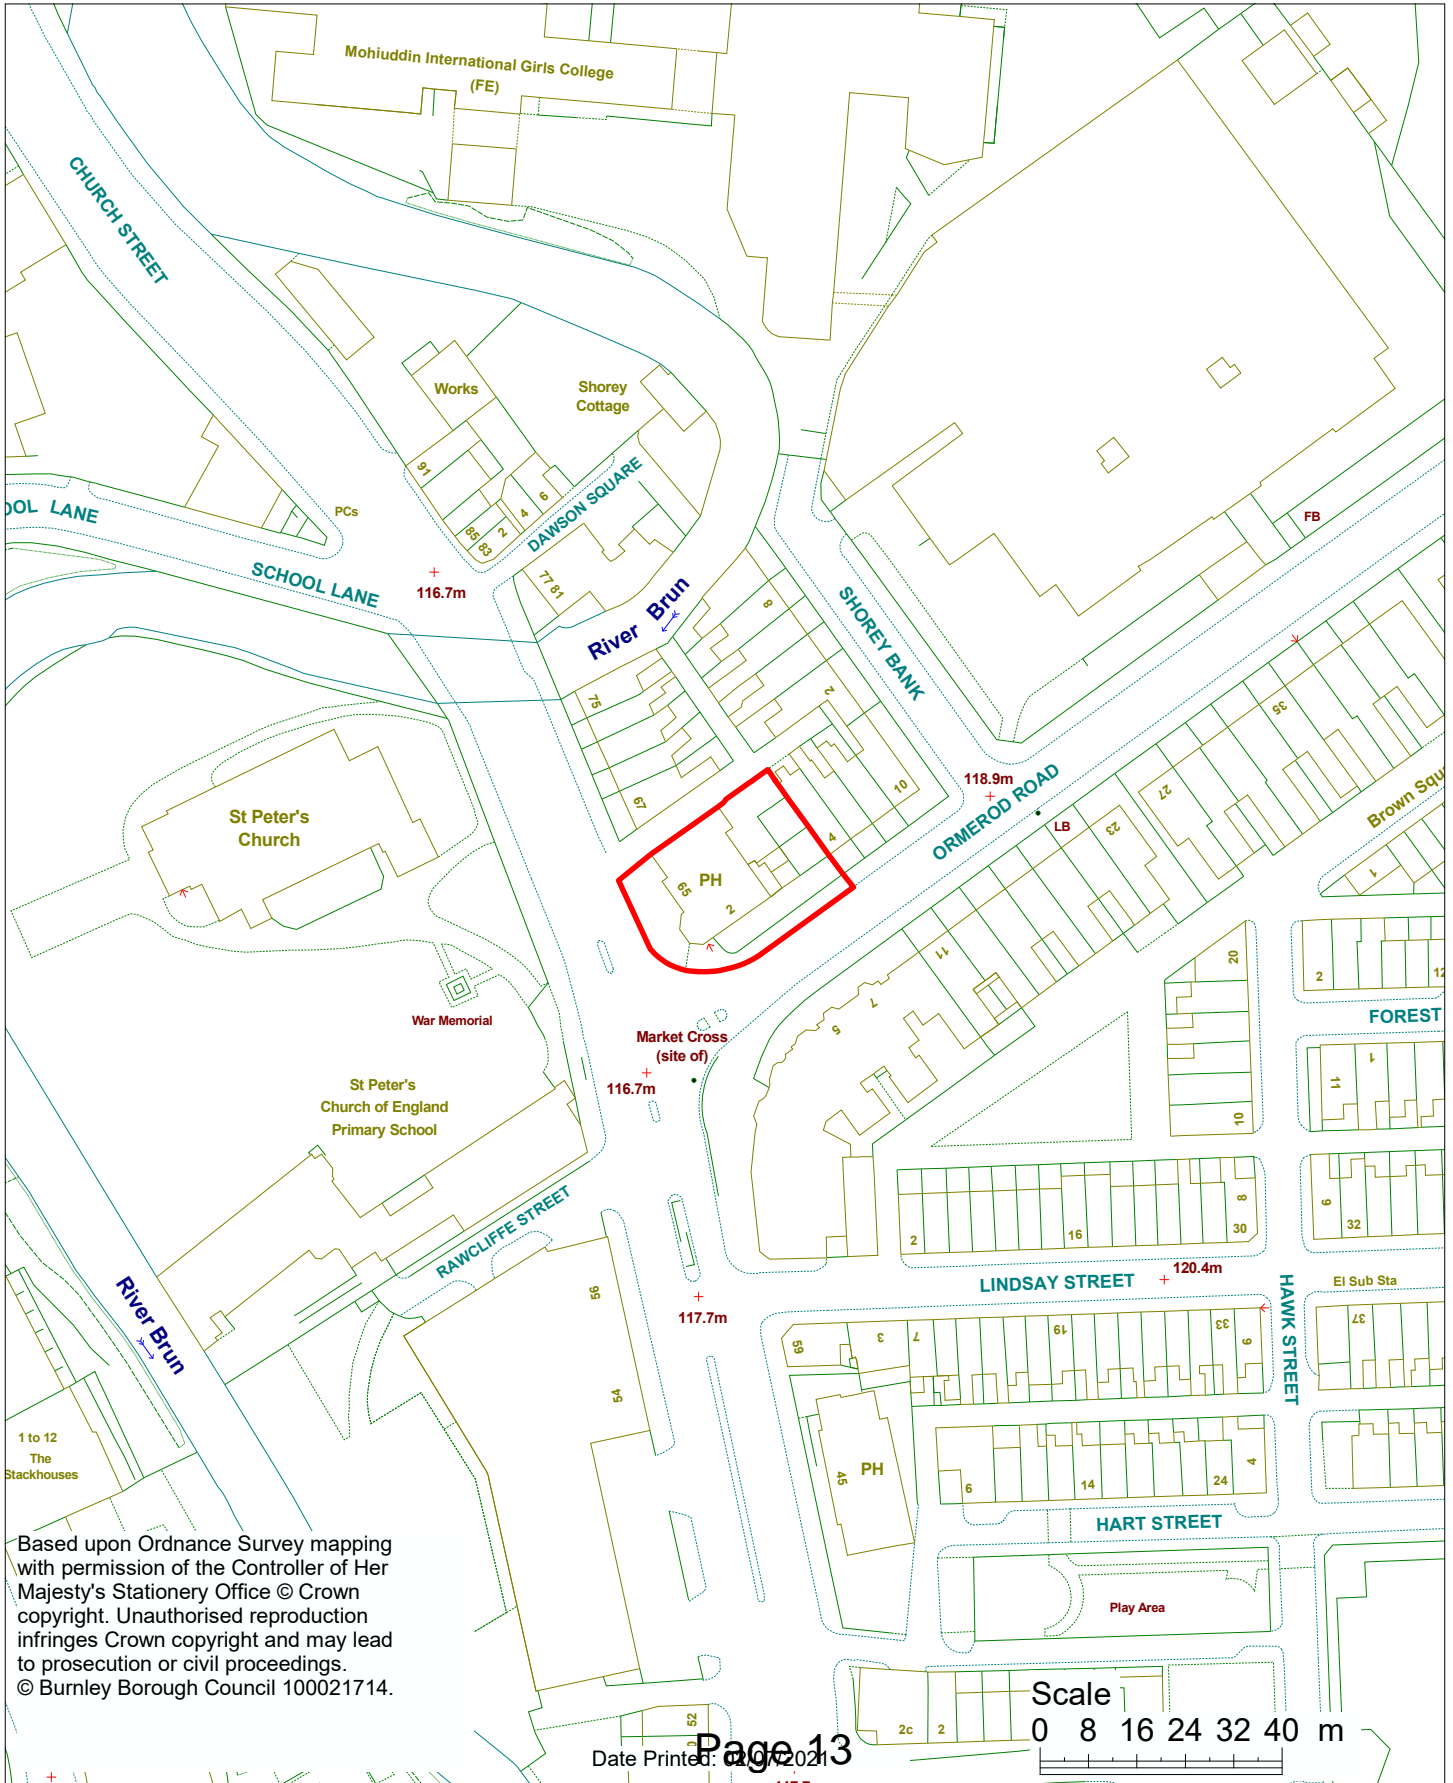 Mohiuddin International Girls College
(FE)
CHURCH STREET
Works
Shorey
Cottage
91
85
83
2
4
6
DAWSON SQUARE
PCs
LANE
SCHOOL LANE
116.7m
77 81
River Brun
FB
8
2
SHOREY BANK
75
67
35
St Peter's
Church
118.9m
10
4
ORMEROD ROAD
LB
27
23
Brown
1
PH
65
2
11
7
5
20
2
12
FOREST
War Memorial
Market Cross
(site of)
116.7m
St Peter's
Church of England
Primary School
11
1
10
RAWCLIFFE STREET
2
16
8
30
6
32
LINDSAY STREET
120.4m
HAWK STREET
El Sub Sta
River Brun
56
117.7m
59
3
7
19
33
6
37
54
1 to 12
The
Stackhouses
45
PH
6
14
24
4
HART STREET
Play Area
Based upon Ordnance Survey mapping
with permission of the Controller of Her
Majesty's Stationery Office © Crown
copyright. Unauthorised reproduction
infringes Crown copyright and may lead
to prosecution or civil proceedings.
© Burnley Borough Council 100021714.
52
2c
2
Scale
0 8 16 24 32 40 m
Page 13
Date Printed: 02/07/2021